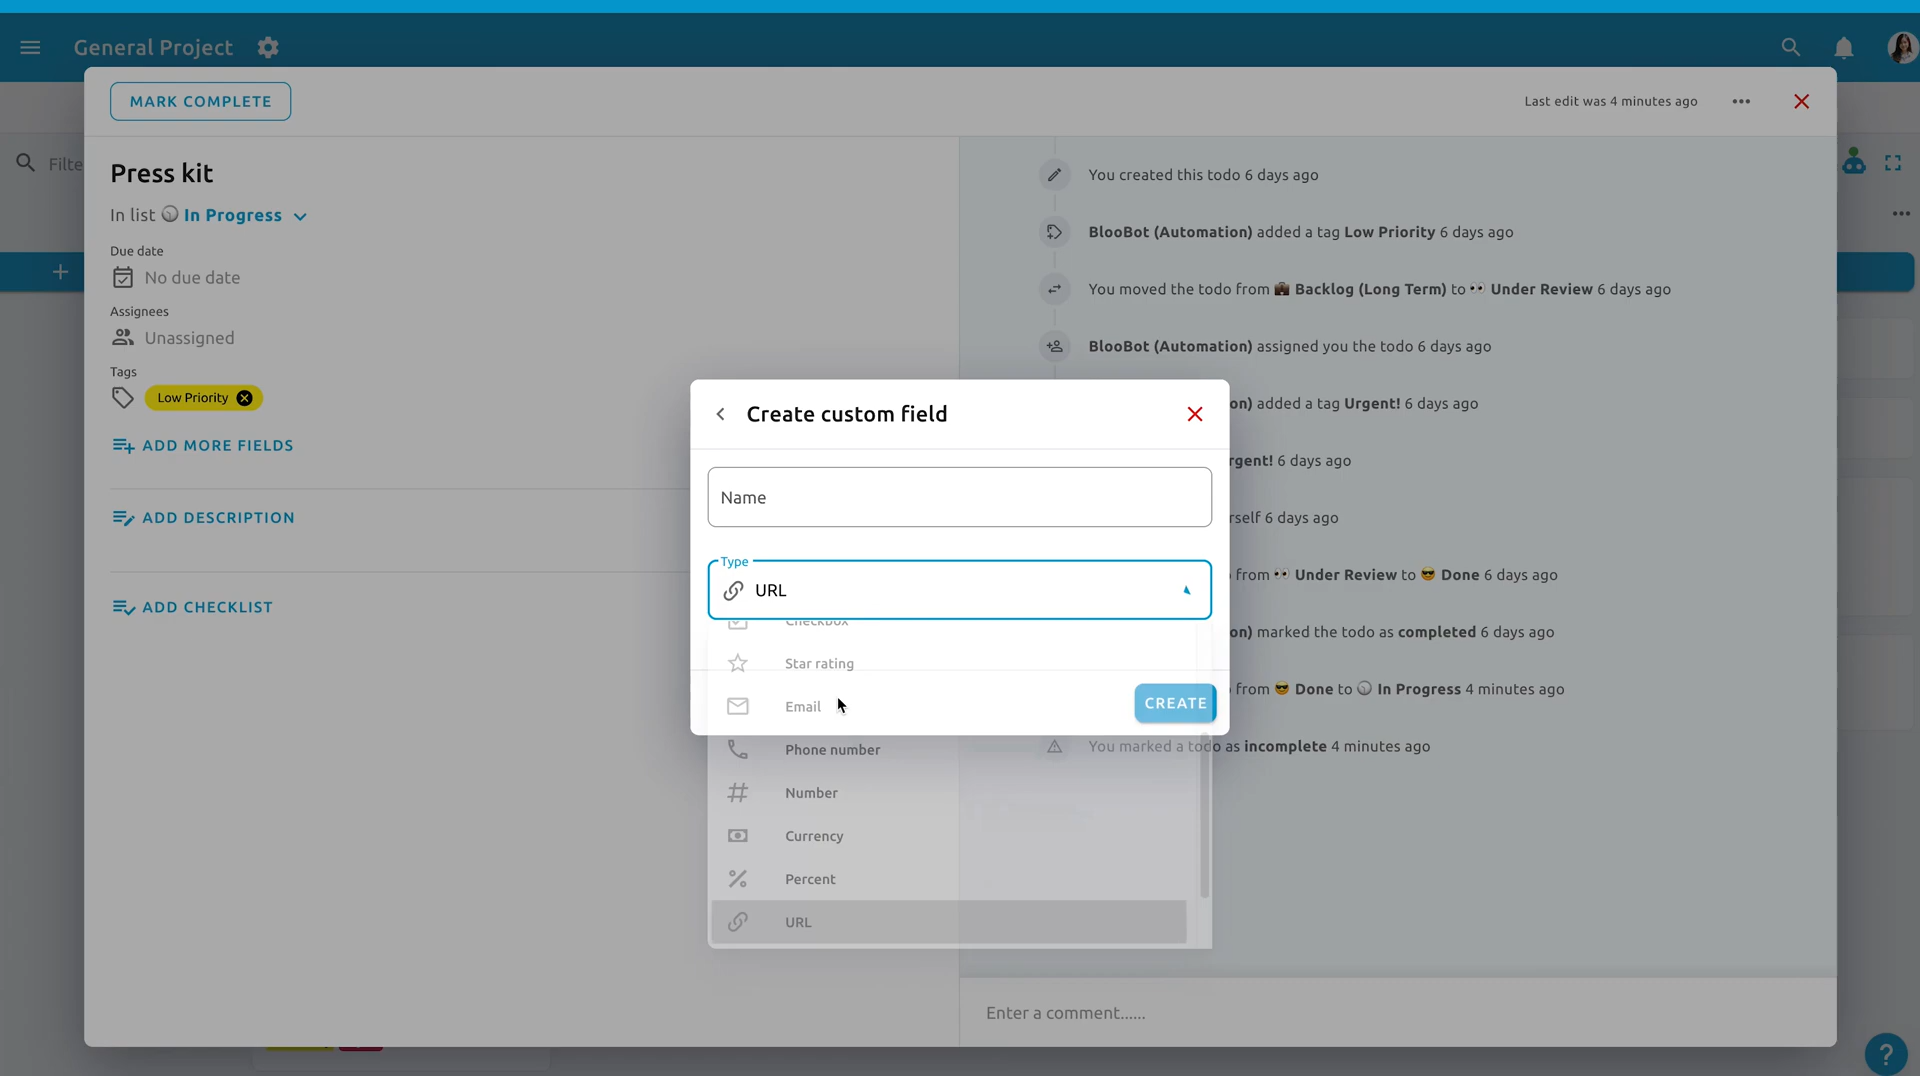 General Project
MARK COMPLETE
Last edit was 4 minutes ago
Filte
Press kit
In list In Progress
Due date
No due date
Assignees
Unassigned
Tags
Low Priority
ADD MORE FIELDS
ADD DESCRIPTION
ADD CHECKLIST
You created this todo 6 days ago
BlooBot (Automation) added a tag Low Priority 6 days ago
You moved the todo from 💼 Backlog (Long Term) to 👀 Under Review 6 days ago
BlooBot (Automation) assigned you the todo 6 days ago
on) added a tag Urgent! 6 days ago
rgent! 6 days ago
rself 6 days ago
from 👀 Under Review to 😎 Done 6 days ago
on) marked the todo as completed 6 days ago
from 😎 Done to In Progress 4 minutes ago
You marked a todo as incomplete 4 minutes ago
Create custom field
Name
Type
URL
Checkbox
Star rating
Email
CREATE
Phone number
Number
Currency
Percent
URL
Enter a comment......
?